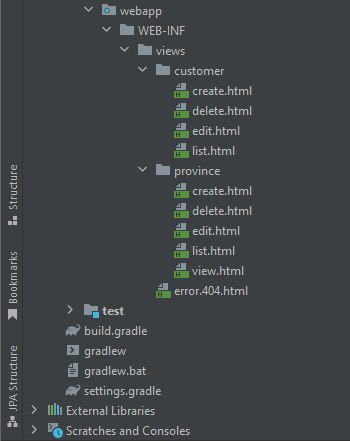 webapp
WEB-INF
views
customer
create.html
delete.html
edit.html
list.html
province
create.html
delete.html
edit.html
list.html
view.html
error.404.html
test
build.gradle
gradlew
gradlew.bat
settings.gradle
External Libraries
Scratches and Consoles
Structure
Bookmarks
JPA Structure